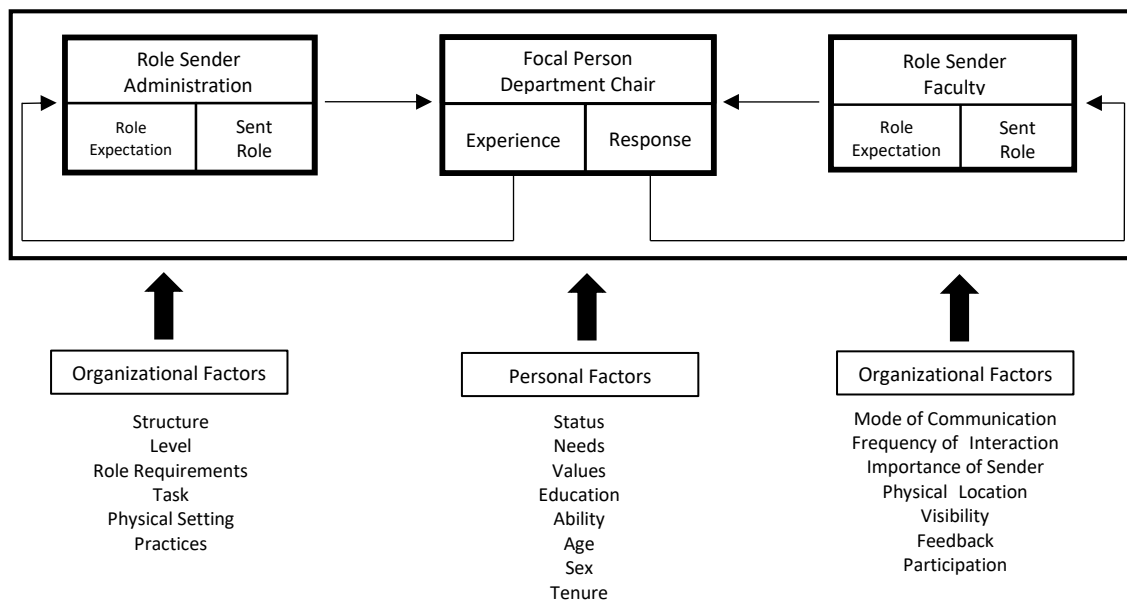 Role Sender
Administration
Role
Expectation
Sent
Role
Focal Person
Department Chair
Experience
Response
Role Sender
Faculty
Role
Expectation
Sent
Role
Organizational Factors
Structure
Level
Role Requirements
Task
Physical Setting
Practices
Personal Factors
Status
Needs
Values
Education
Ability
Age
Sex
Tenure
Organizational Factors
Mode of Communication
Frequency of Interaction
Importance of Sender
Physical Location
Visibility
Feedback
Participation